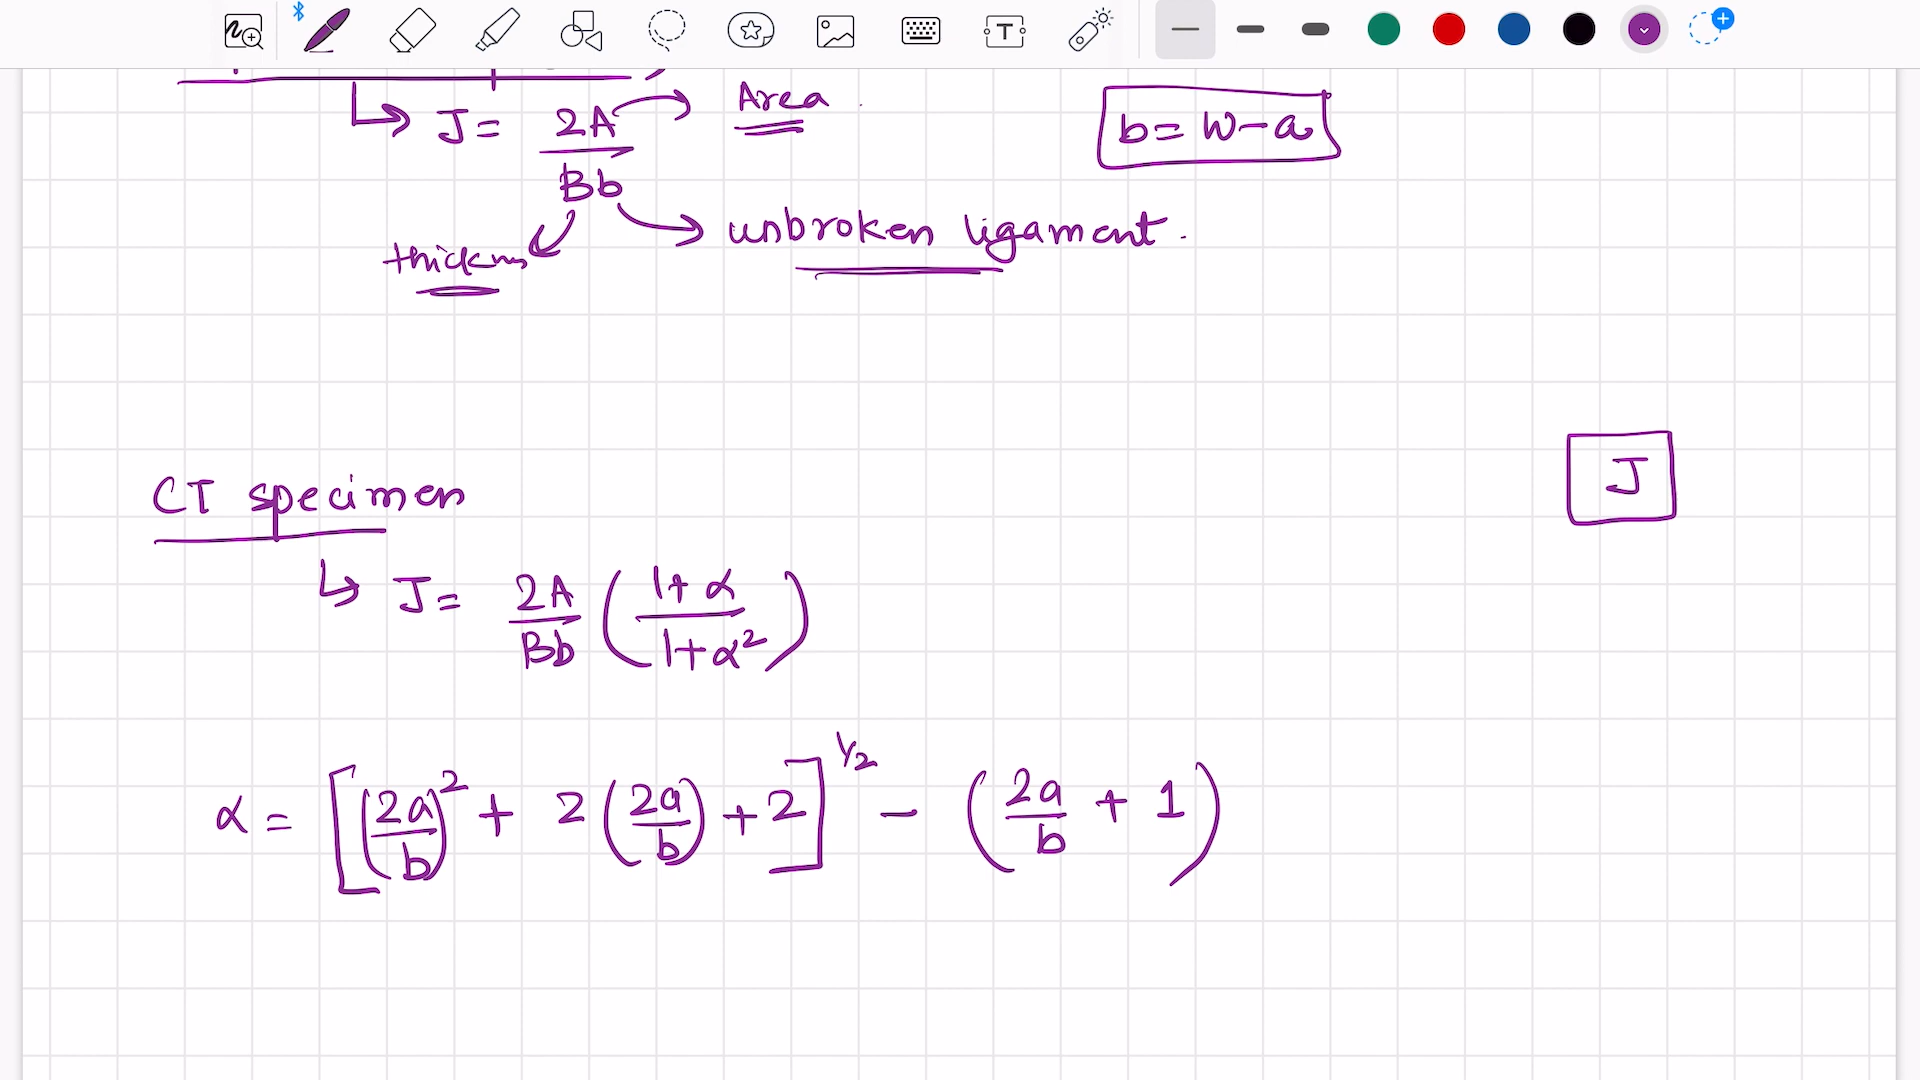 J = 2A / Bb
Area
b = W - a
thickness
unbroken ligament.
CT specimen
J
J = 2A / Bb ( 1 + α / 1 + α² )
α = [ (2a / b)² + 2 (2a / b) + 2 ]^1/2 - ( 2a / b + 1 )